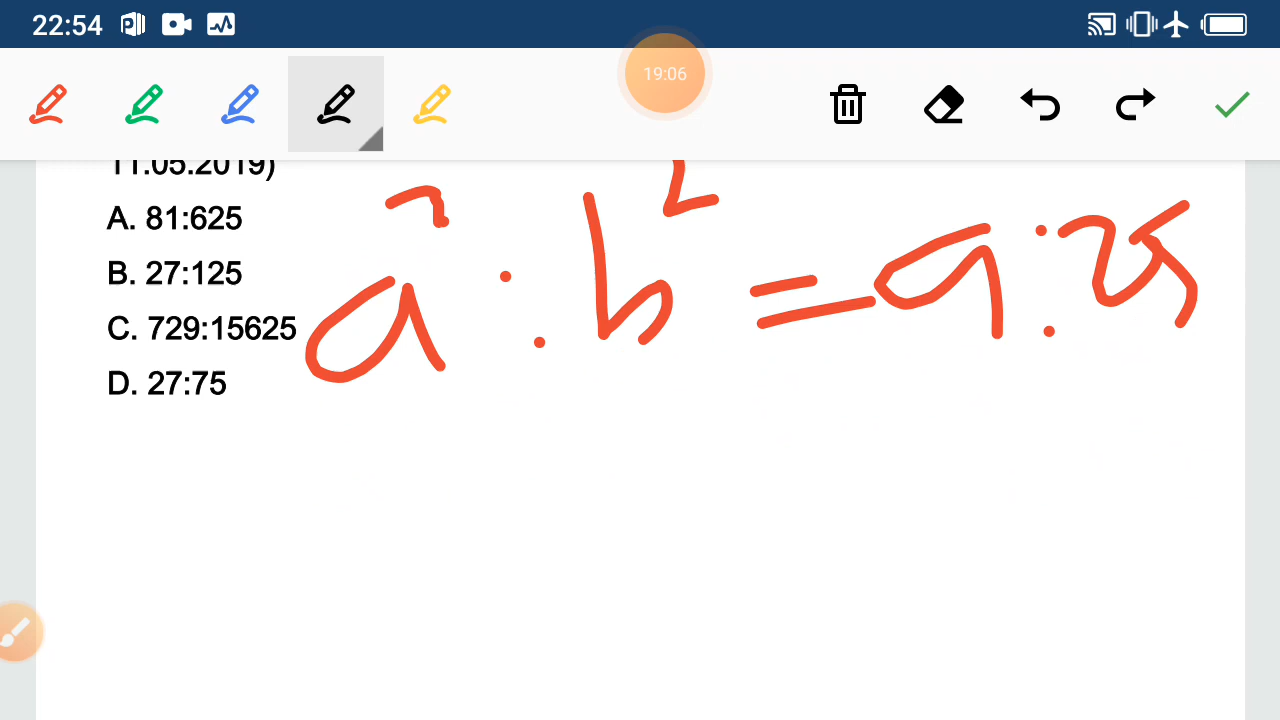 22:54
19:06
11.05.2019)
A. 81:625
B. 27:125
C. 729:15625
D. 27:75
a² : b² = 9 : 25